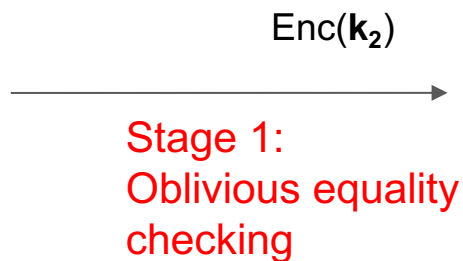 Enc(k₂)
Stage 1:
Oblivious equality
checking